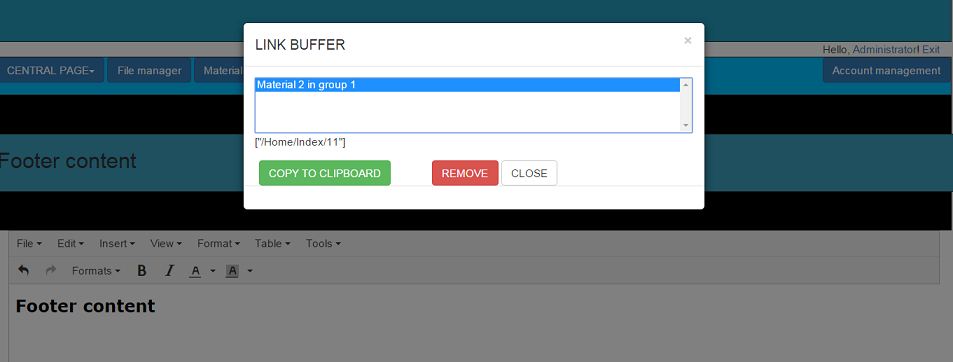 LINK BUFFER
×
Hello, Administrator! Exit
CENTRAL PAGE
File manager
Material
Account management
Material 2 in group 1
["/Home/Index/11"]
COPY TO CLIPBOARD
REMOVE
CLOSE
Footer content
File
Edit
Insert
View
Format
Table
Tools
Formats
B
I
A
A
Footer content